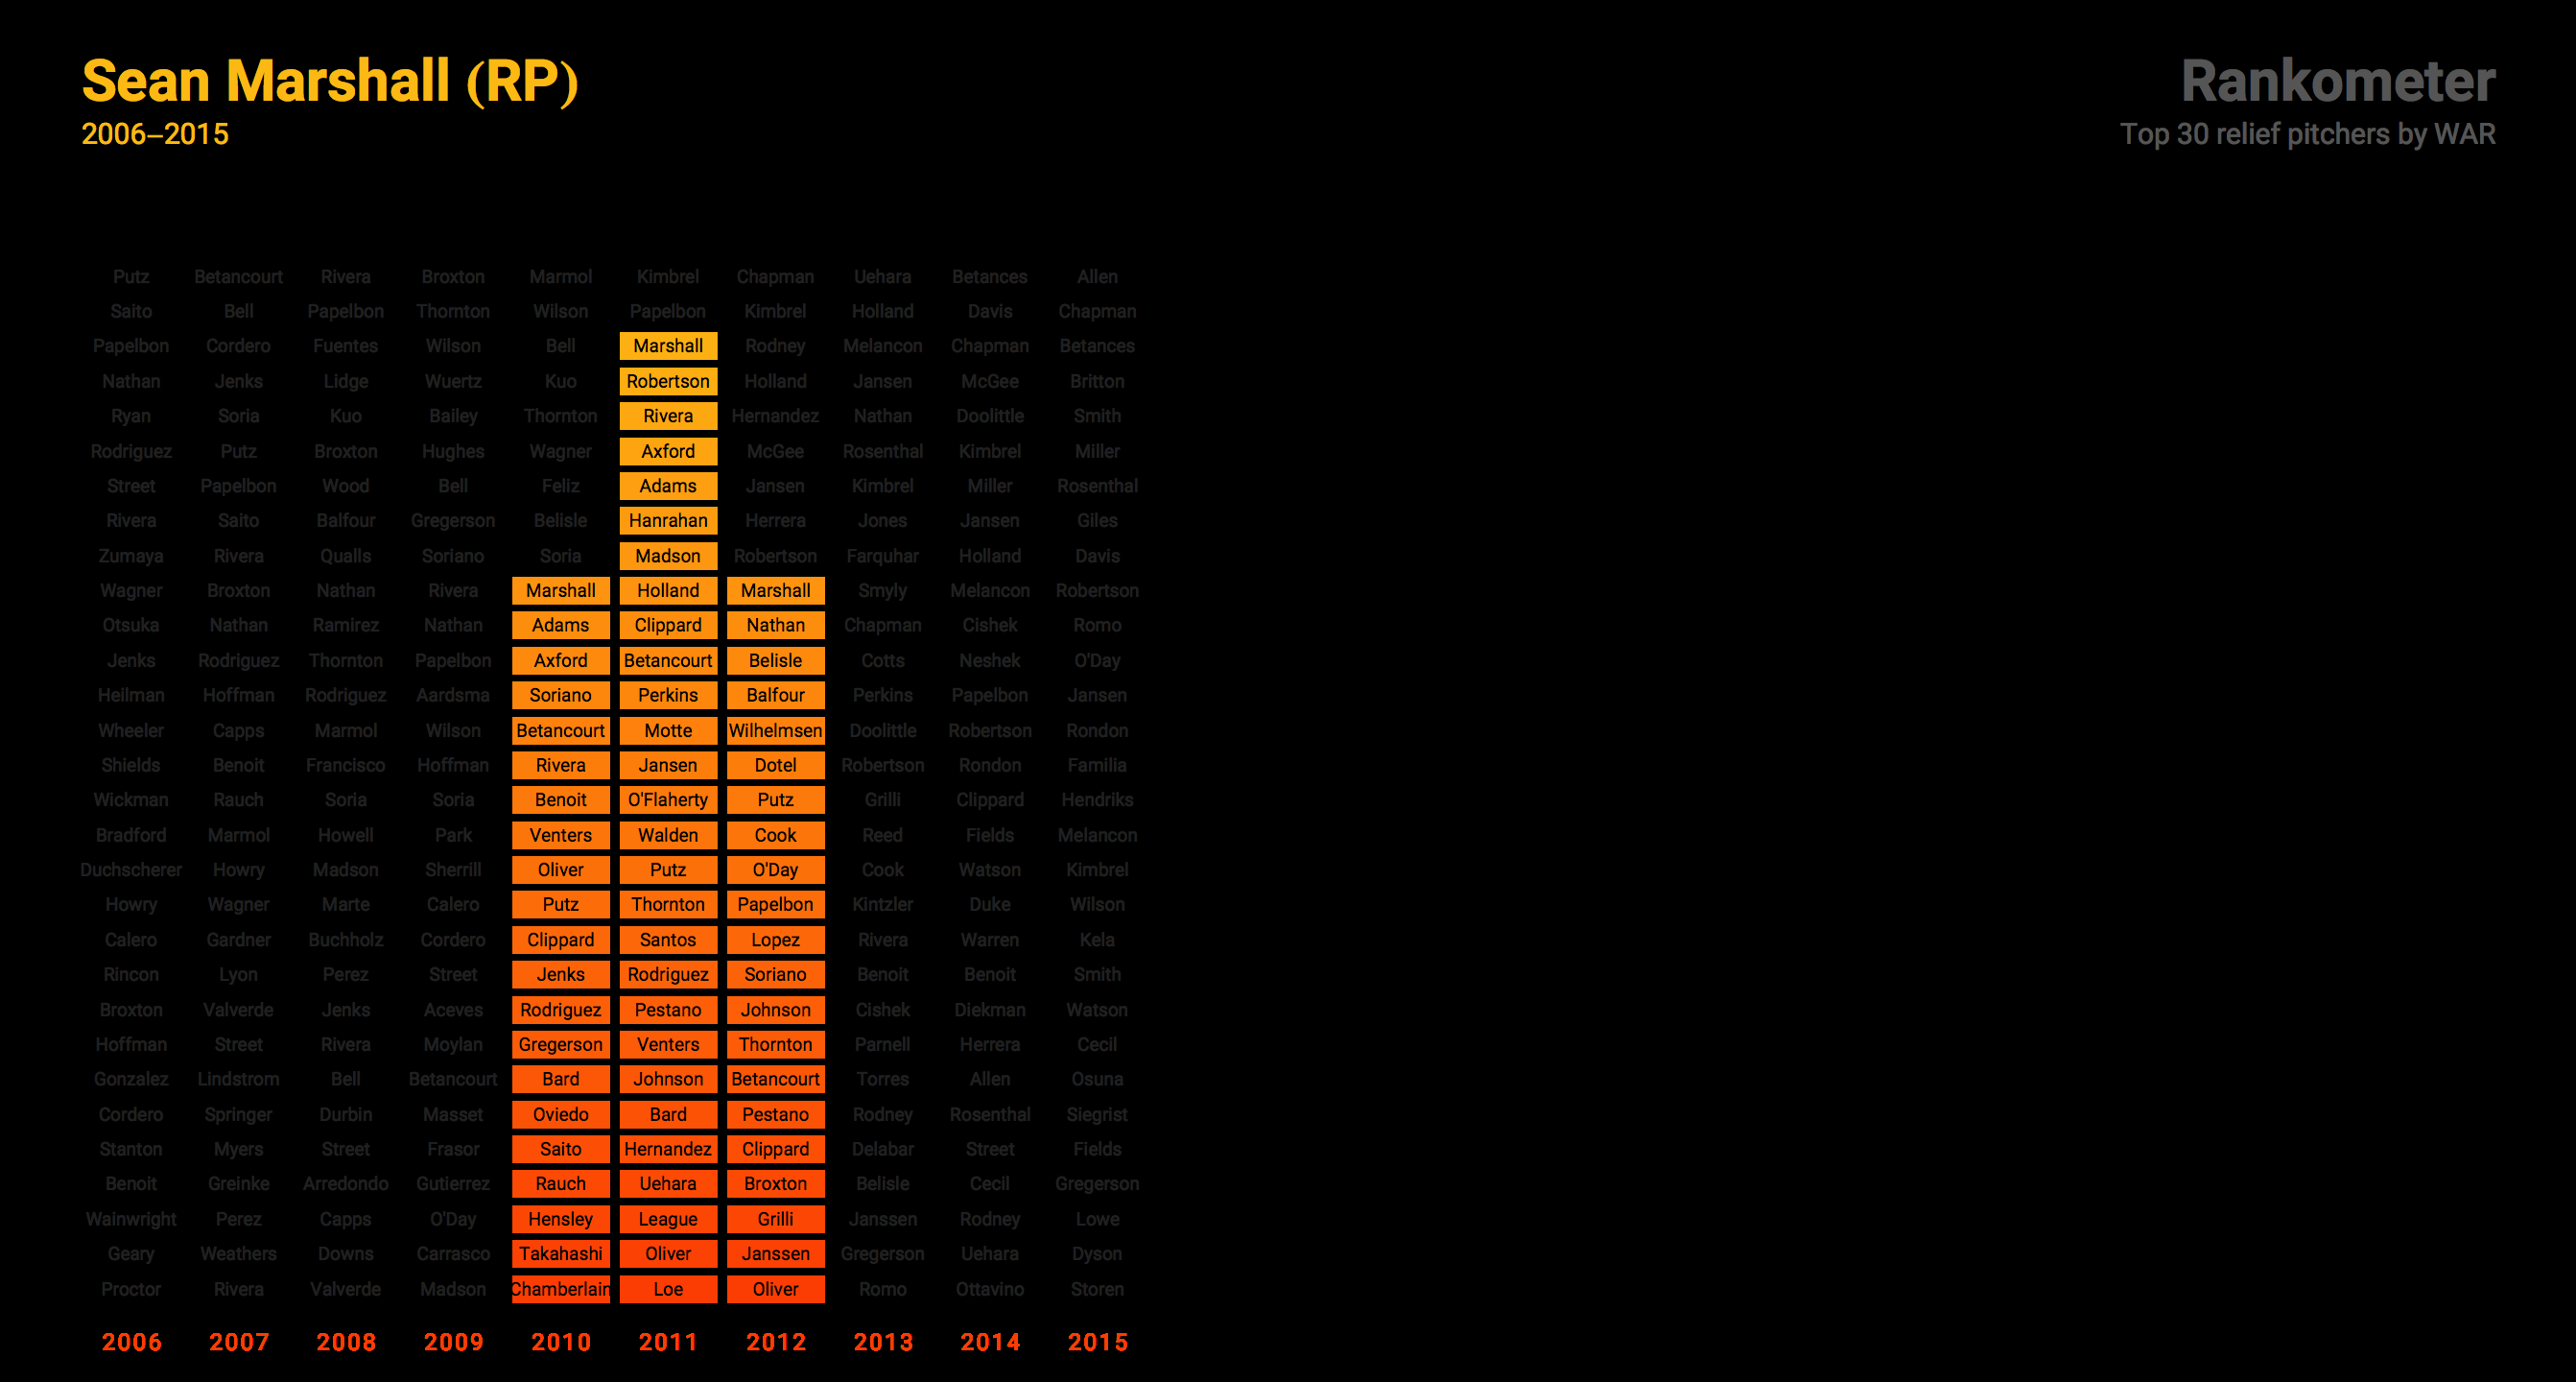 Sean Marshall (RP)
2006–2015
Rankometer
Top 30 relief pitchers by WAR
Putz Betancourt Rivera Broxton Marmol Kimbrel Chapman Uehara Betances Allen
Saito Bell Papelbon Thornton Wilson Papelbon Kimbrel Holland Davis Chapman
Papelbon Cordero Fuentes Wilson Bell Marshall Rodney Melancon Chapman Betances
Nathan Jenks Lidge Wuertz Kuo Robertson Holland Jansen McGee Britton
Ryan Soria Kuo Bailey Thornton Rivera Hernandez Nathan Doolittle Smith
Rodriguez Putz Broxton Hughes Wagner Axford McGee Rosenthal Kimbrel Miller
Street Papelbon Wood Bell Feliz Adams Jansen Kimbrel Miller Rosenthal
Rivera Saito Balfour Gregerson Belisle Hanrahan Herrera Jones Jansen Giles
Zumaya Rivera Qualls Soriano Soria Madson Robertson Farquhar Holland Davis
Wagner Broxton Nathan Rivera Marshall Holland Marshall Smyly Melancon Robertson
Otsuka Nathan Ramirez Nathan Adams Clippard Nathan Chapman Cishek Romo
Jenks Rodriguez Thornton Papelbon Axford Betancourt Belisle Cotts Neshek O'Day
Heilman Hoffman Rodriguez Aardsma Soriano Perkins Balfour Perkins Papelbon Jansen
Wheeler Capps Marmol Wilson Betancourt Motte Wilhelmsen Doolittle Robertson Rondon
Shields Benoit Francisco Hoffman Rivera Jansen Dotel Robertson Rondon Familia
Wickman Rauch Soria Soria Benoit O'Flaherty Putz Grilli Clippard Hendriks
Bradford Marmol Howell Park Venters Walden Cook Reed Fields Melancon
Duchscherer Howry Madson Sherrill Oliver Putz O'Day Cook Watson Kimbrel
Howry Wagner Marte Calero Putz Thornton Papelbon Kintzler Duke Wilson
Calero Gardner Buchholz Cordero Clippard Santos Lopez Rivera Warren Kela
Rincon Lyon Perez Street Jenks Rodriguez Soriano Benoit Benoit Smith
Broxton Valverde Jenks Aceves Rodriguez Pestano Johnson Cishek Diekman Watson
Hoffman Street Rivera Moylan Gregerson Venters Thornton Parnell Herrera Cecil
Gonzalez Lindstrom Bell Betancourt Bard Johnson Betancourt Torres Allen Osuna
Cordero Springer Durbin Masset Oviedo Bard Pestano Rodney Rosenthal Siegrist
Stanton Myers Street Frasor Saito Hernandez Clippard Delabar Street Fields
Benoit Greinke Arredondo Gutierrez Rauch Uehara Broxton Belisle Cecil Gregerson
Wainwright Perez Capps O'Day Hensley League Grilli Janssen Rodney Lowe
Geary Weathers Downs Carrasco Takahashi Oliver Janssen Gregerson Uehara Dyson
Proctor Rivera Valverde Madson Chamberlain Loe Oliver Romo Ottavino Storen
2006 2007 2008 2009 2010 2011 2012 2013 2014 2015